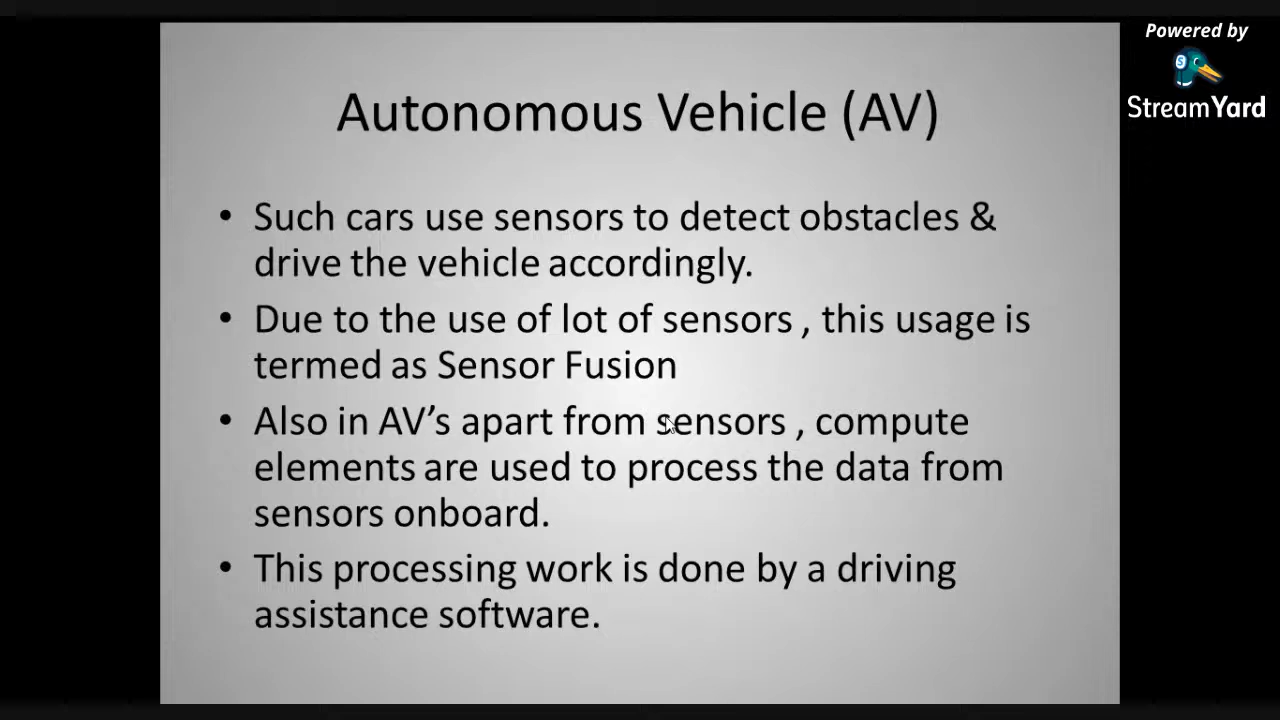 Powered by
StreamYard
Autonomous Vehicle (AV)
• Such cars use sensors to detect obstacles &
drive the vehicle accordingly.
• Due to the use of lot of sensors , this usage is
termed as Sensor Fusion
• Also in AV’s apart from sensors , compute
elements are used to process the data from
sensors onboard.
• This processing work is done by a driving
assistance software.